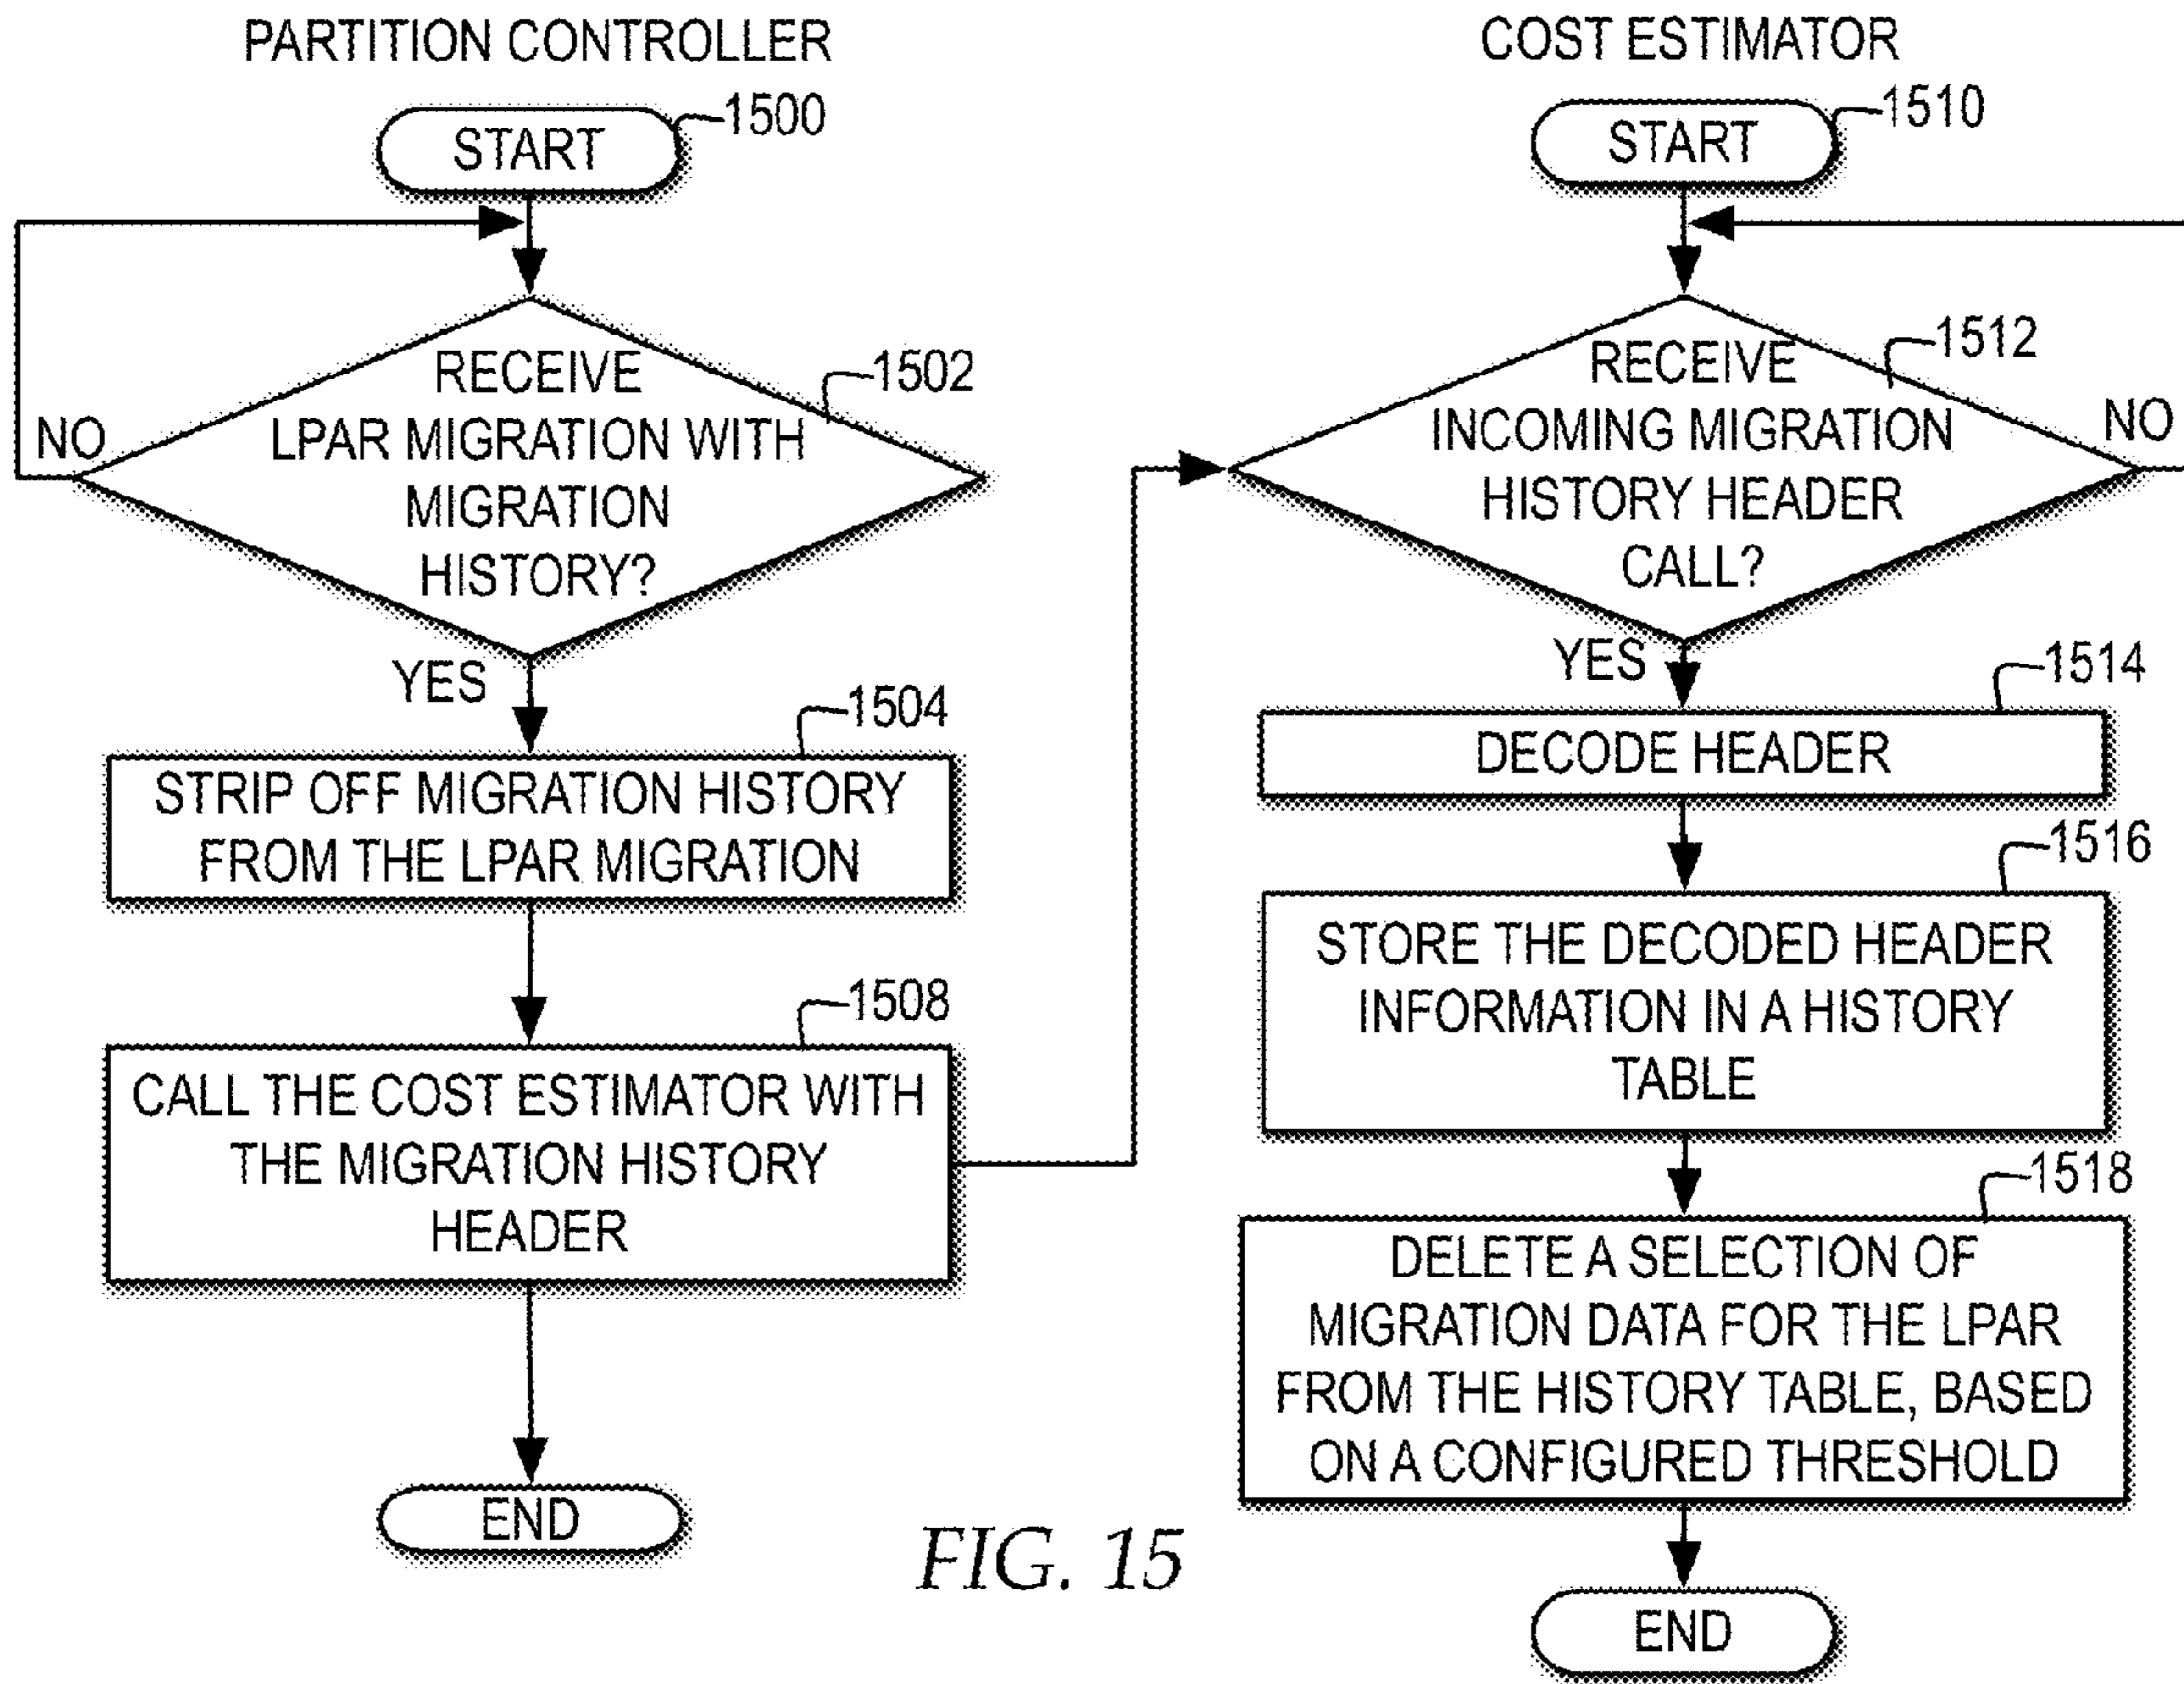 PARTITION CONTROLLER
START
1500
RECEIVE
LPAR MIGRATION WITH
MIGRATION
HISTORY?
1502
NO
YES
1504
STRIP OFF MIGRATION HISTORY
FROM THE LPAR MIGRATION
1508
CALL THE COST ESTIMATOR WITH
THE MIGRATION HISTORY
HEADER
END
COST ESTIMATOR
START
1510
RECEIVE
INCOMING MIGRATION
HISTORY HEADER
CALL?
1512
NO
YES
1514
DECODE HEADER
1516
STORE THE DECODED HEADER
INFORMATION IN A HISTORY
TABLE
1518
DELETE A SELECTION OF
MIGRATION DATA FOR THE LPAR
FROM THE HISTORY TABLE, BASED
ON A CONFIGURED THRESHOLD
END
FIG. 15